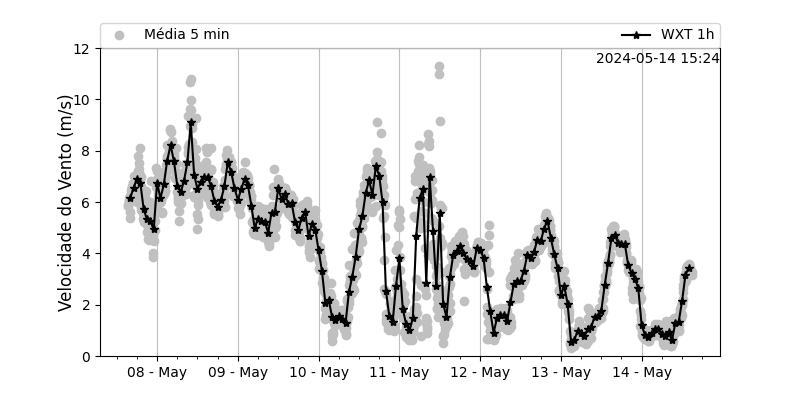 Média 5 min
WXT 1h
2024-05-14 15:24
Velocidade do Vento (m/s)
12
10
8
6
4
2
0
08 - May
09 - May
10 - May
11 - May
12 - May
13 - May
14 - May